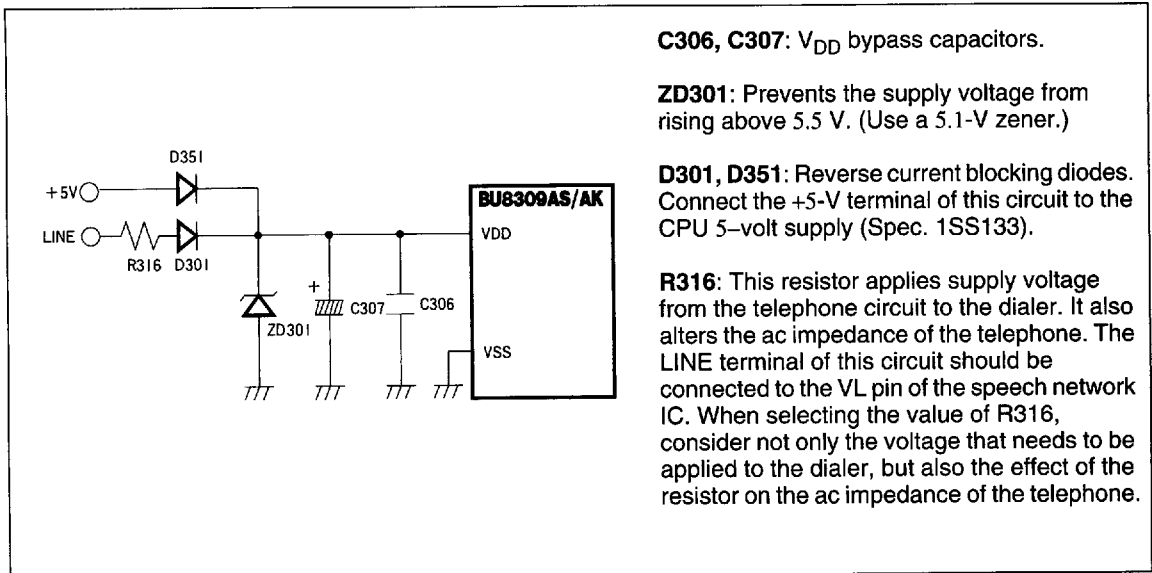 D351
+5V
LINE
R316 D301
ZD301
+
C307
C306
BU8309AS/AK
VDD
VSS
C306, C307: VDD bypass capacitors.
ZD301: Prevents the supply voltage from
rising above 5.5 V. (Use a 5.1-V zener.)
D301, D351: Reverse current blocking diodes.
Connect the +5-V terminal of this circuit to the
CPU 5–volt supply (Spec. 1SS133).
R316: This resistor applies supply voltage
from the telephone circuit to the dialer. It also
alters the ac impedance of the telephone. The
LINE terminal of this circuit should be
connected to the VL pin of the speech network
IC. When selecting the value of R316,
consider not only the voltage that needs to be
applied to the dialer, but also the effect of the
resistor on the ac impedance of the telephone.